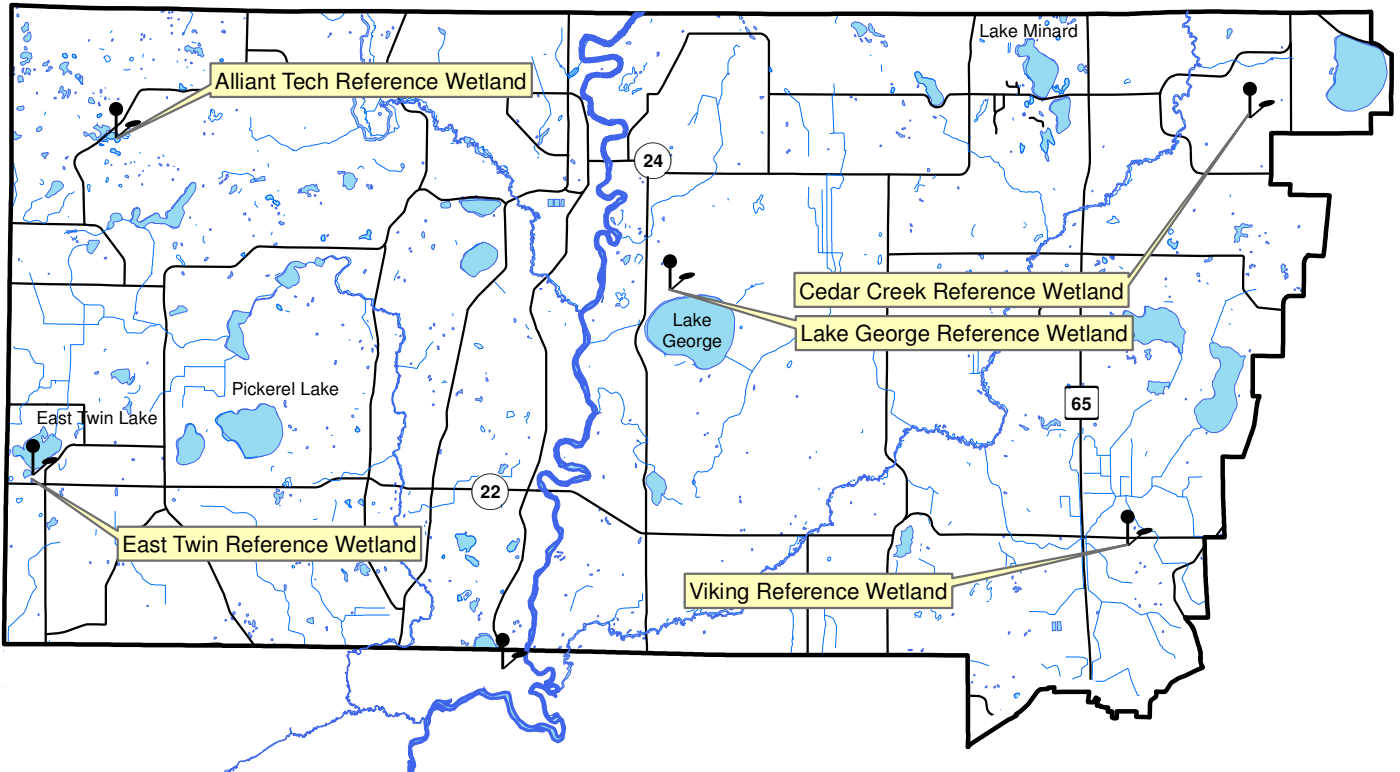 Lake Minard
Alliant Tech Reference Wetland
24
Cedar Creek Reference Wetland
Lake
George
Lake George Reference Wetland
Pickerel Lake
65
East Twin Lake
22
East Twin Reference Wetland
Viking Reference Wetland